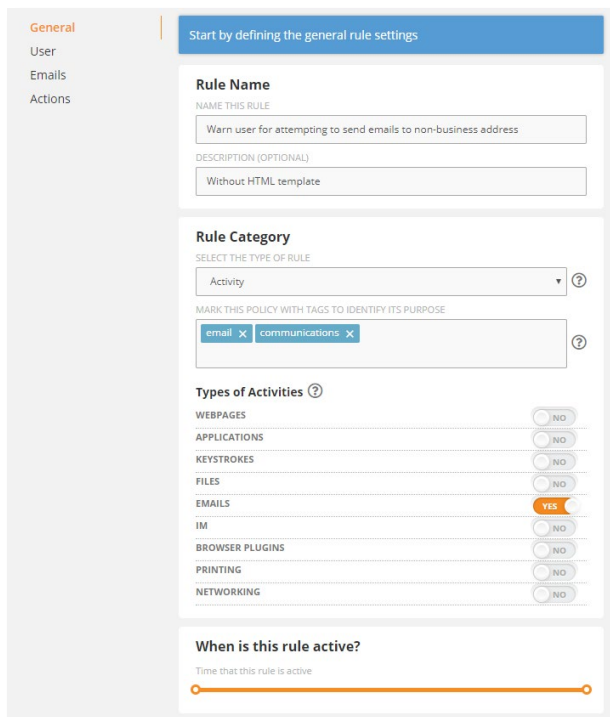 General
User
Emails
Actions
Start by defining the general rule settings
Rule Name
NAME THIS RULE
Warn user for attempting to send emails to non-business address
DESCRIPTION (OPTIONAL)
Without HTML template
Rule Category
SELECT THE TYPE OF RULE
Activity
MARK THIS POLICY WITH TAGS TO IDENTIFY ITS PURPOSE
email x communications x
Types of Activities ?
WEBPAGES NO
APPLICATIONS NO
KEYSTROKES NO
FILES NO
EMAILS YES
IM NO
BROWSER PLUGINS NO
PRINTING NO
NETWORKING NO
When is this rule active?
Time that this rule is active